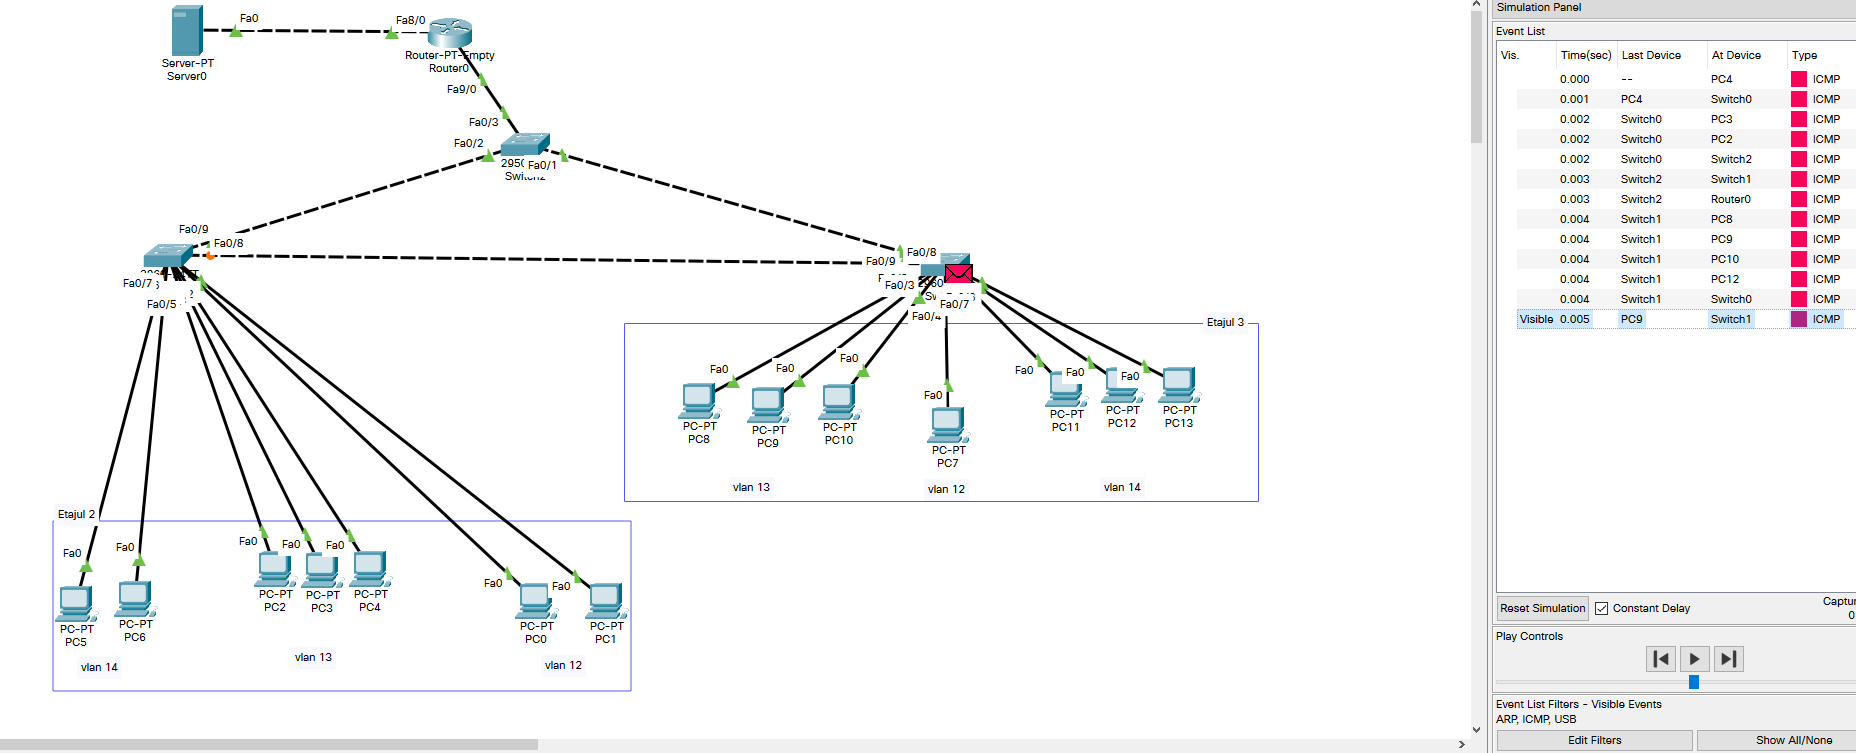 Fa0
Fa8/0
Server-PT
Server0
Router-PT-Empty
Router0
Fa9/0
Fa0/3
Fa0/2
Fa0/1
Fa0/9
Fa0/8
Fa0/7
Fa0/5
Fa0/8
Fa0/9
Fa0/3
Fa0/7
Fa0/4
Etajul 3
Fa0
Fa0
Fa0
Fa0
Fa0
Fa0
Fa0
PC-PT
PC8
PC-PT
PC9
PC-PT
PC10
PC-PT
PC7
PC-PT
PC11
PC-PT
PC12
PC-PT
PC13
vlan 13
vlan 12
vlan 14
Etajul 2
Fa0
Fa0
Fa0
Fa0
Fa0
Fa0
Fa0
PC-PT
PC5
PC-PT
PC6
PC-PT
PC2
PC-PT
PC3
PC-PT
PC4
PC-PT
PC0
PC-PT
PC1
vlan 14
vlan 13
vlan 12
Simulation Panel
Event List
Vis. Time(sec) Last Device At Device Type
0.000 -- PC4 ICMP
0.001 PC4 Switch0 ICMP
0.002 Switch0 PC3 ICMP
0.002 Switch0 PC2 ICMP
0.002 Switch0 Switch2 ICMP
0.003 Switch2 Switch1 ICMP
0.003 Switch2 Router0 ICMP
0.004 Switch1 PC8 ICMP
0.004 Switch1 PC9 ICMP
0.004 Switch1 PC10 ICMP
0.004 Switch1 PC12 ICMP
0.004 Switch1 Switch0 ICMP
Visible 0.005 PC9 Switch1 ICMP
Reset Simulation Constant Delay
Play Controls
Event List Filters - Visible Events
ARP, ICMP, USB
Edit Filters Show All/None